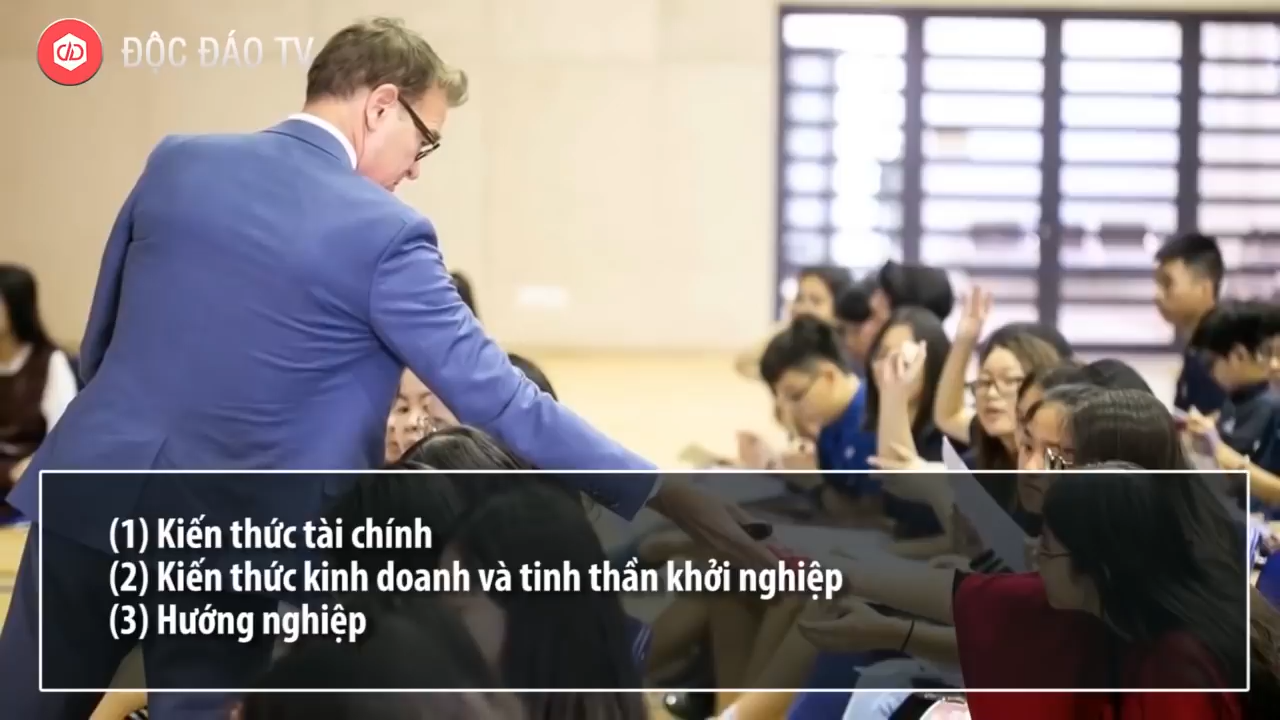 ĐỘC ĐÁO TV
(1) Kiến thức tài chính
(2) Kiến thức kinh doanh và tinh thần khởi nghiệp
(3) Hướng nghiệp